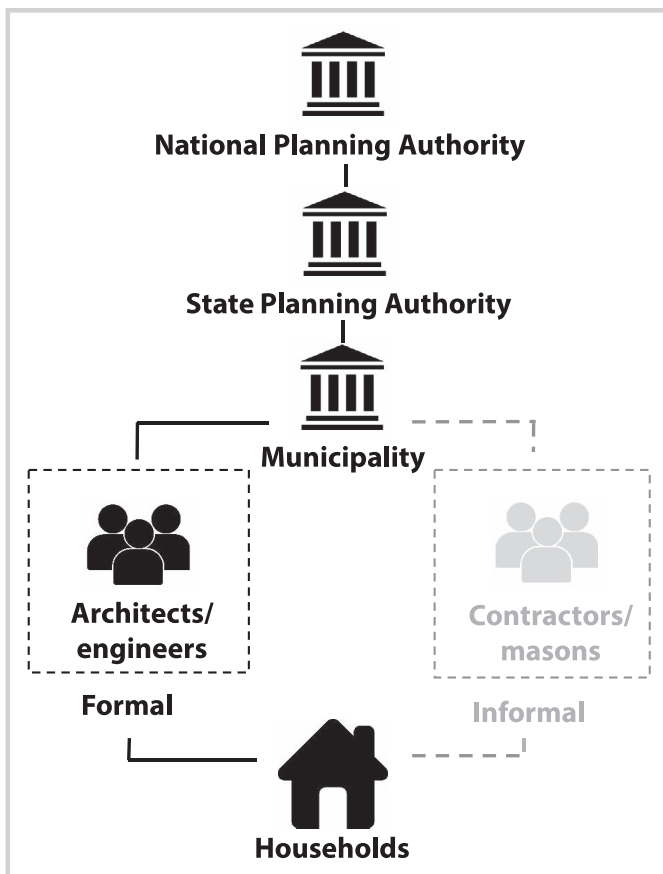 National Planning Authority
State Planning Authority
Municipality
Architects/
engineers
Contractors/
masons
Formal
Informal
Households